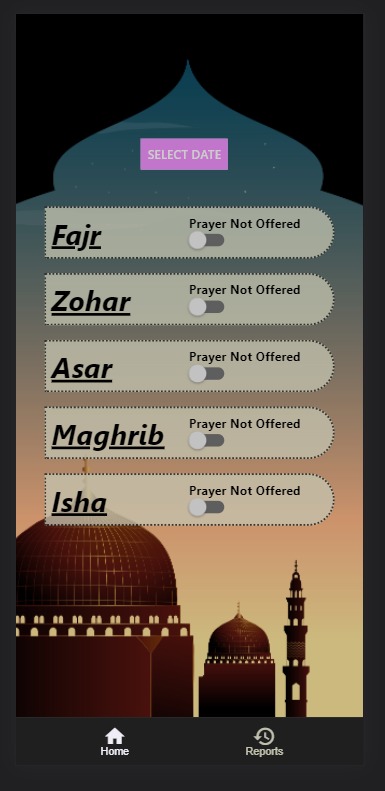 SELECT DATE
Fajr
Prayer Not Offered
Zohar
Prayer Not Offered
Asar
Prayer Not Offered
Maghrib
Prayer Not Offered
Isha
Prayer Not Offered
Home
Reports